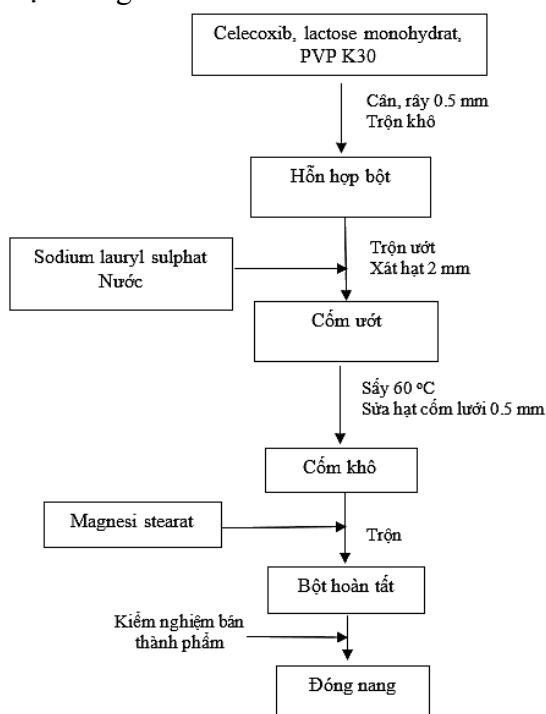 Celecoxib, lactose monohydrat,
PVP K30
Cân, rây 0.5 mm
Trộn khô
Hỗn hợp bột
Sodium lauryl sulphat
Nước
Trộn ướt
Xát hạt 2 mm
Cốm ướt
Sấy 60 ºC
Sửa hạt cốm lưới 0.5 mm
Cốm khô
Magnesi stearat
Trộn
Bột hoàn tất
Kiểm nghiệm bán
thành phẩm
Đóng nang